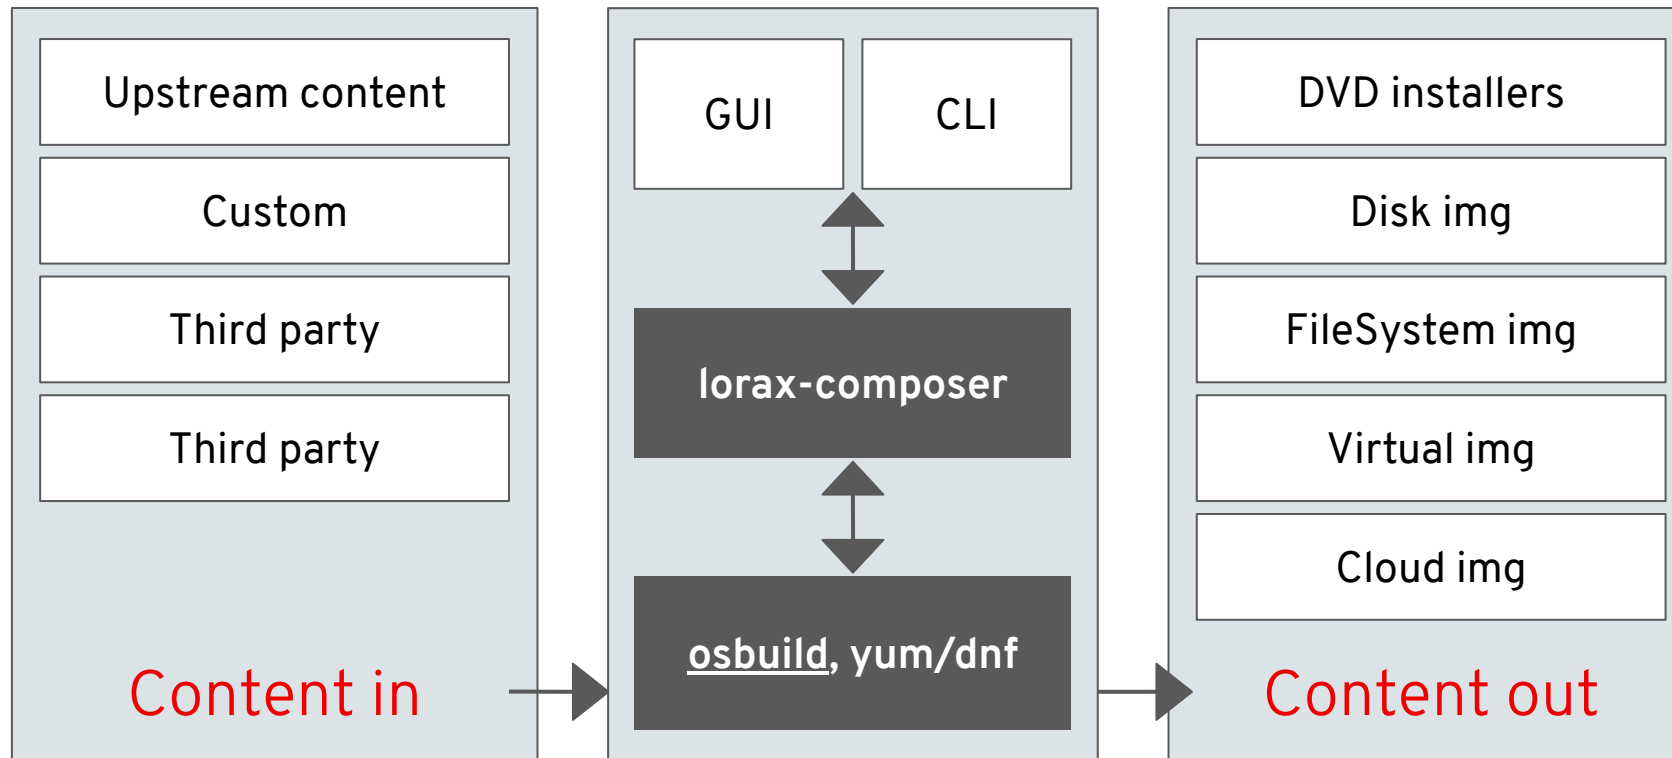 Upstream content
Custom
Third party
Third party
Content in
GUI
CLI
lorax-composer
osbuild, yum/dnf
DVD installers
Disk img
FileSystem img
Virtual img
Cloud img
Content out